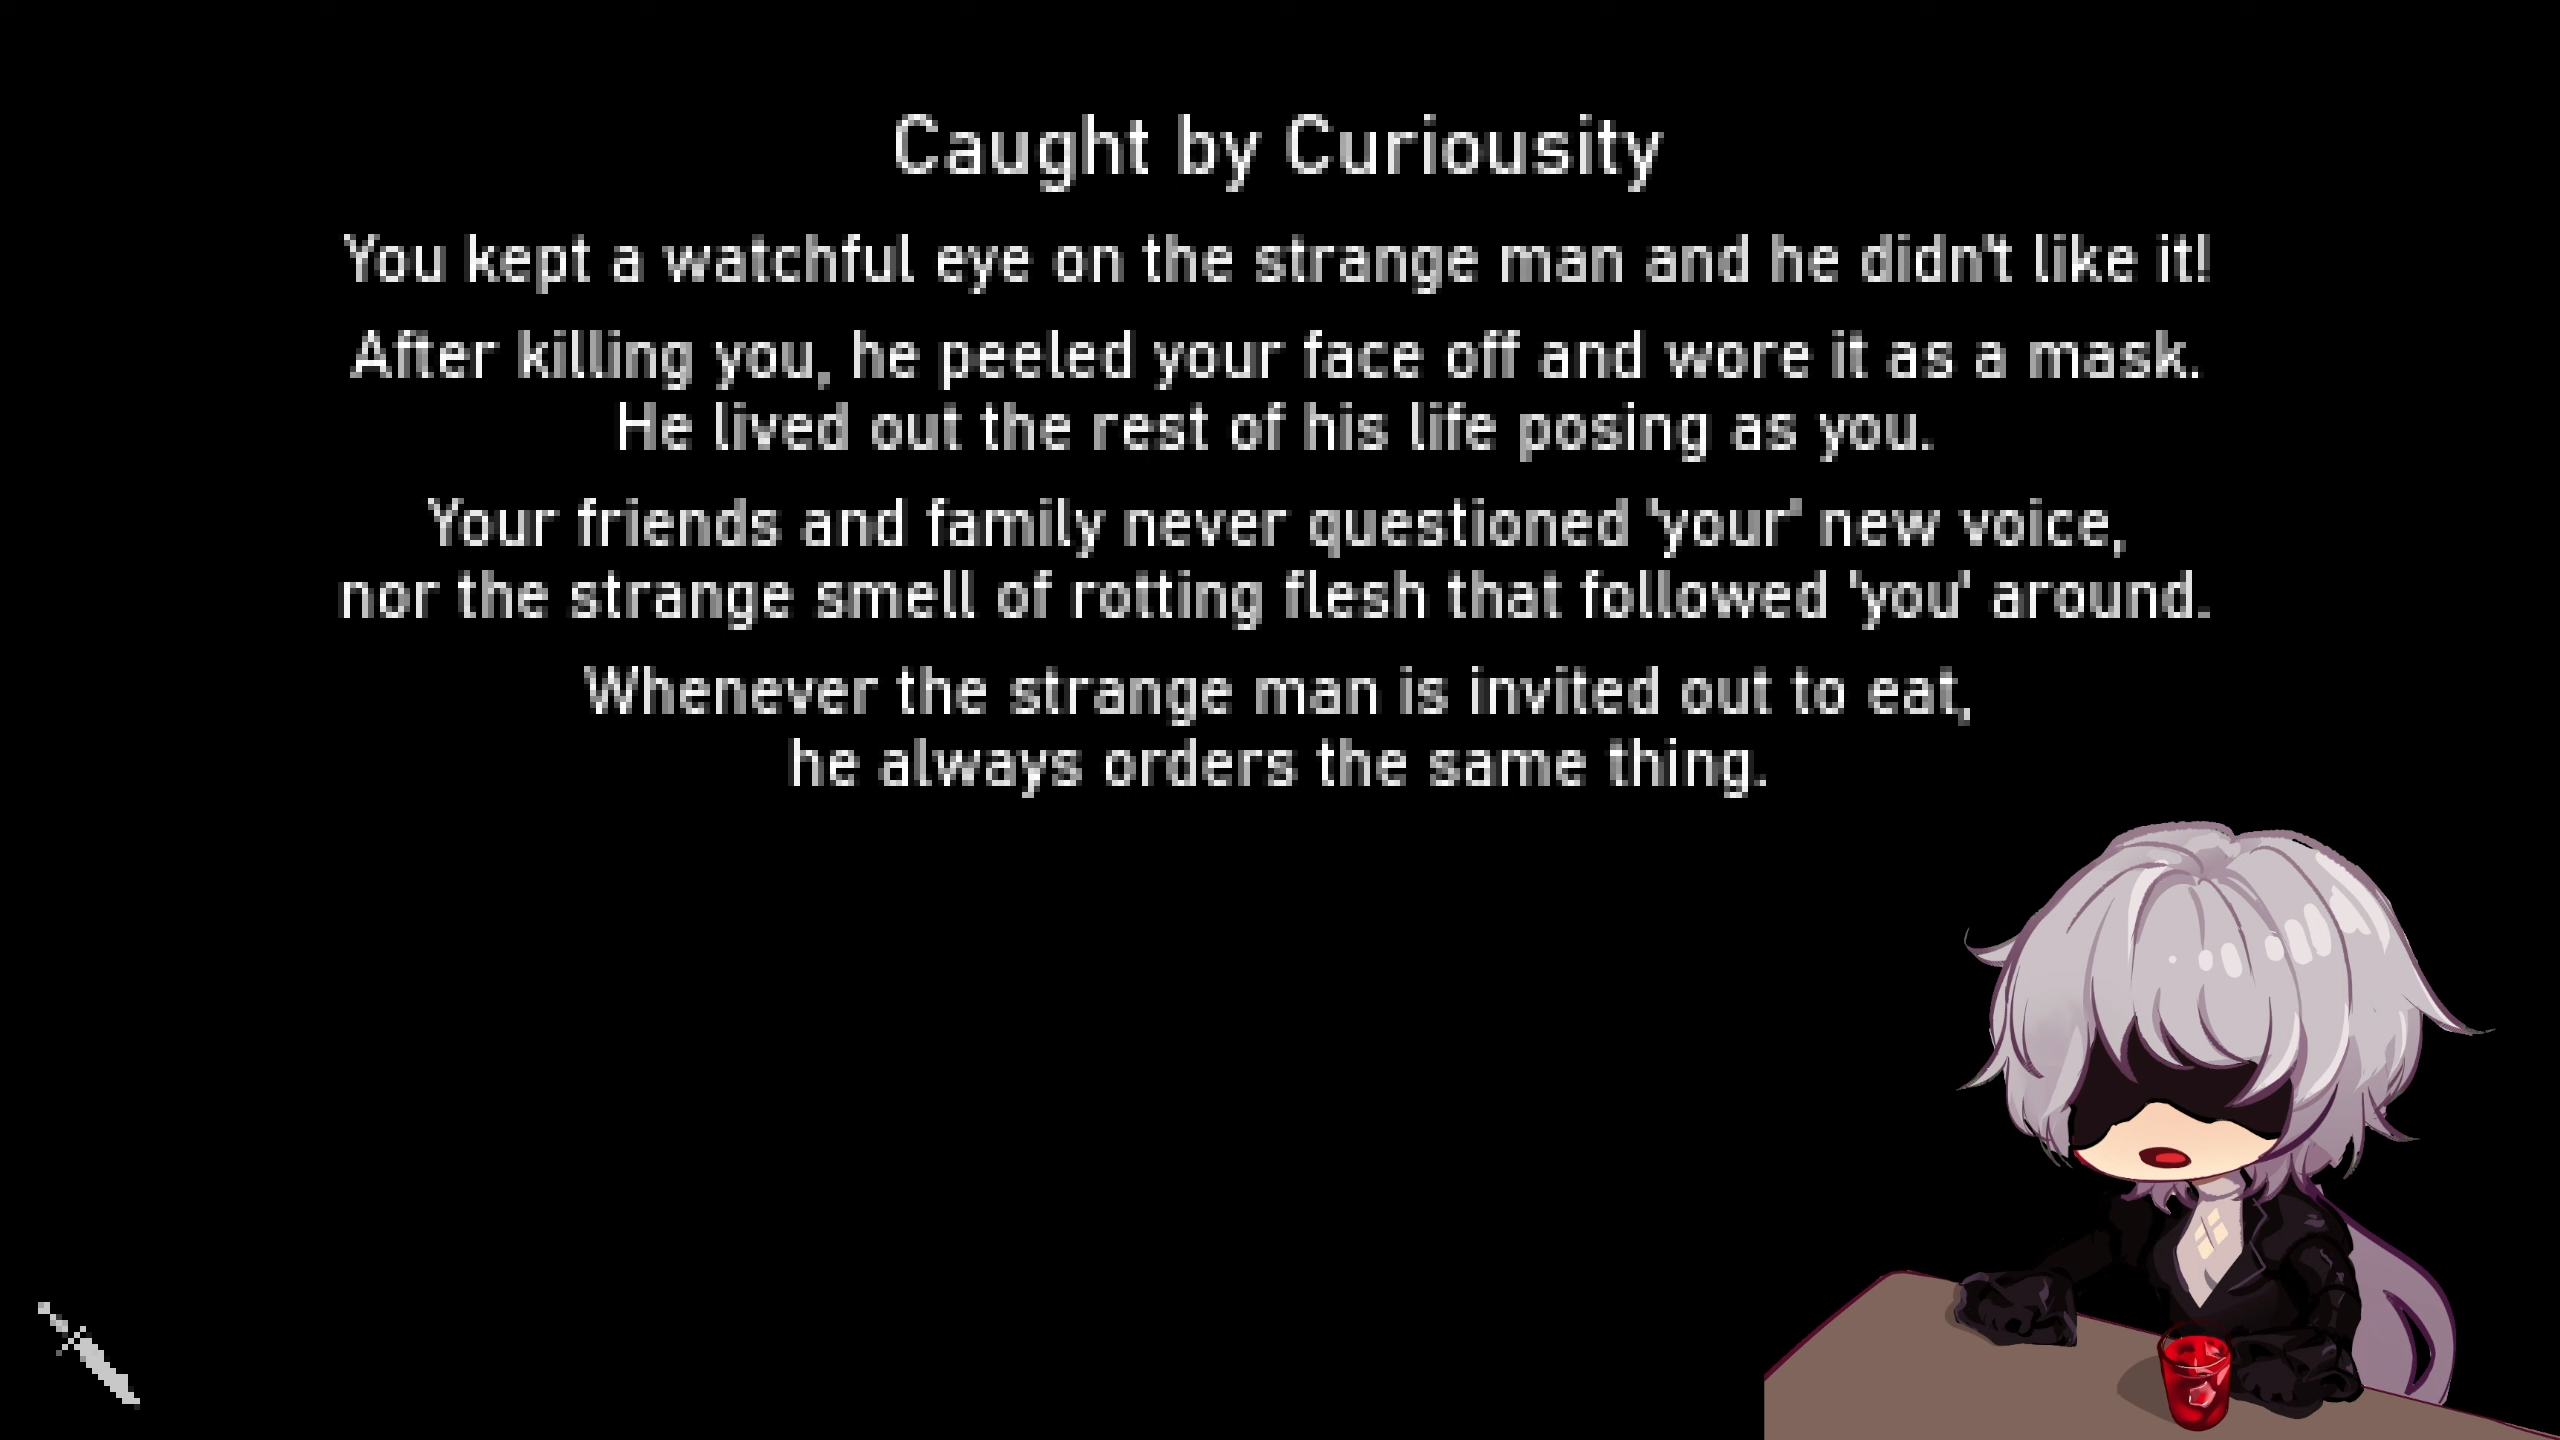 Caught by Curiousity
You kept a watchful eye on the strange man and he didn't like it!
After killing you, he peeled your face off and wore it as a mask.
He lived out the rest of his life posing as you.
Your friends and family never questioned 'your' new voice,
nor the strange smell of rotting flesh that followed 'you' around.
Whenever the strange man is invited out to eat,
he always orders the same thing.